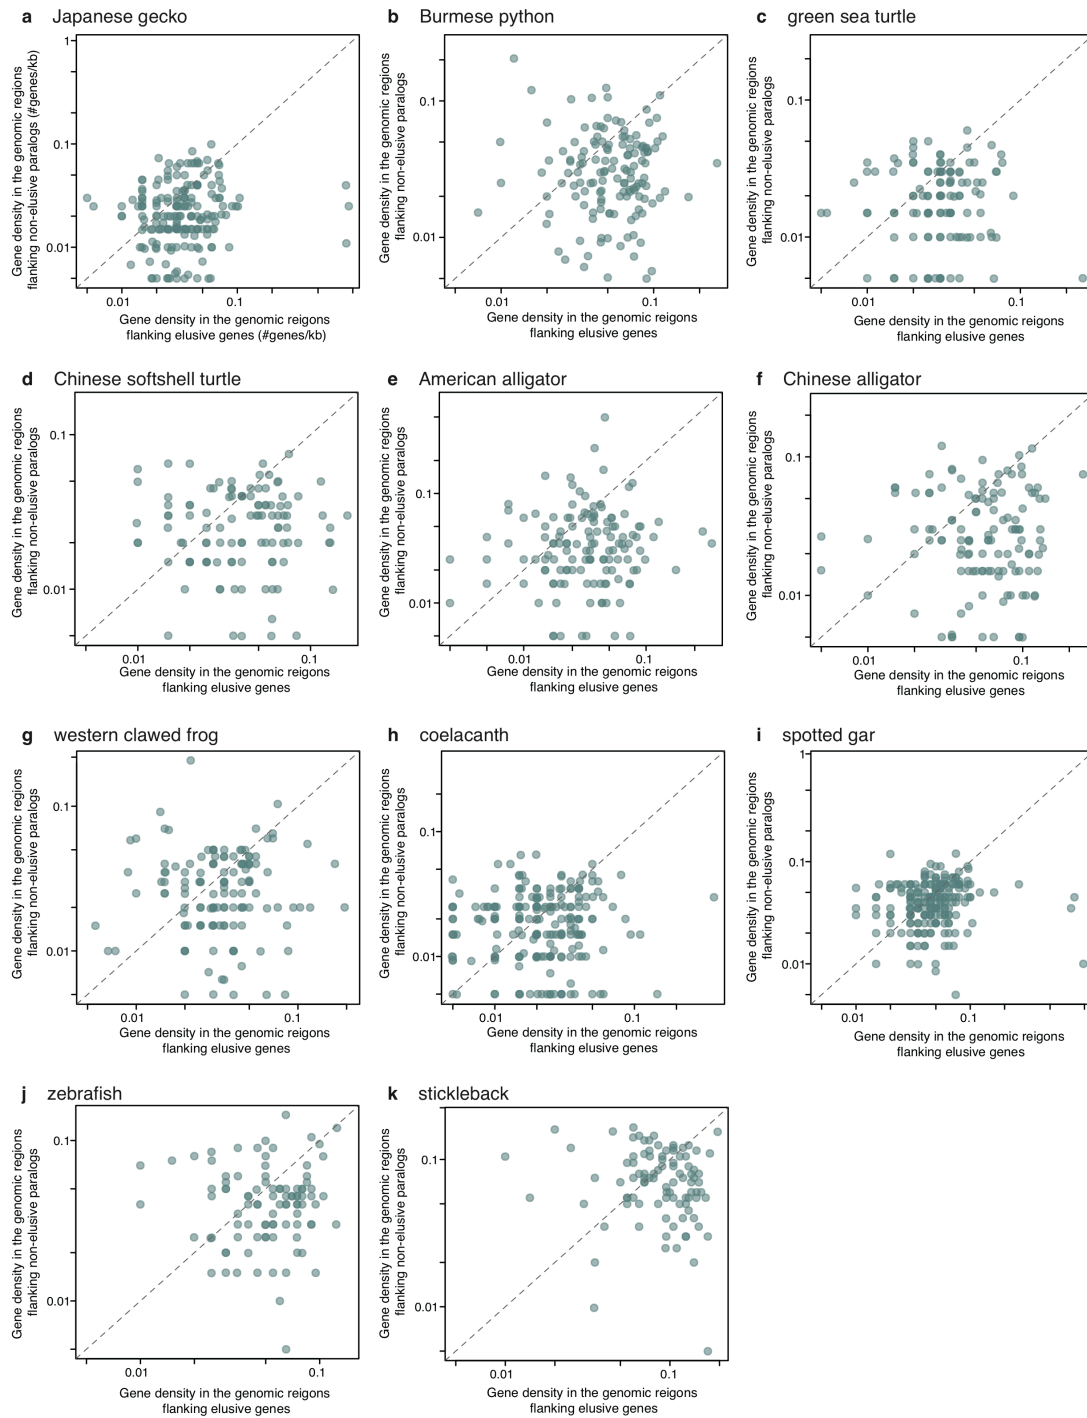 a Japanese gecko
Gene density in the genomic regions
flanking non-elusive paralogs (#genes/kb)
1
0.1
0.01
0.01 0.1
Gene density in the genomic reigons
flanking elusive genes (#genes/kb)
b Burmese python
Gene density in the genomic regions
flanking non-elusive paralogs
0.1
0.01
0.01 0.1
Gene density in the genomic reigons
flanking elusive genes
c green sea turtle
Gene density in the genomic regions
flanking non-elusive paralogs
0.1
0.01
0.01 0.1
Gene density in the genomic reigons
flanking elusive genes
d Chinese softshell turtle
Gene density in the genomic regions
flanking non-elusive paralogs
0.1
0.01
0.01 0.1
Gene density in the genomic reigons
flanking elusive genes
e American alligator
Gene density in the genomic regions
flanking non-elusive paralogs
0.1
0.01
0.01 0.1
Gene density in the genomic reigons
flanking elusive genes
f Chinese alligator
Gene density in the genomic regions
flanking non-elusive paralogs
0.1
0.01
0.01 0.1
Gene density in the genomic reigons
flanking elusive genes
g western clawed frog
Gene density in the genomic regions
flanking non-elusive paralogs
0.1
0.01
0.01 0.1
Gene density in the genomic reigons
flanking elusive genes
h coelacanth
Gene density in the genomic regions
flanking non-elusive paralogs
0.1
0.01
0.01 0.1
Gene density in the genomic reigons
flanking elusive genes
i spotted gar
Gene density in the genomic regions
flanking non-elusive paralogs
1
0.1
0.01
0.01 0.1
Gene density in the genomic reigons
flanking elusive genes
j zebrafish
Gene density in the genomic regions
flanking non-elusive paralogs
0.1
0.01
0.01 0.1
Gene density in the genomic reigons
flanking elusive genes
k stickleback
Gene density in the genomic regions
flanking non-elusive paralogs
0.1
0.01
0.01 0.1
Gene density in the genomic reigons
flanking elusive genes